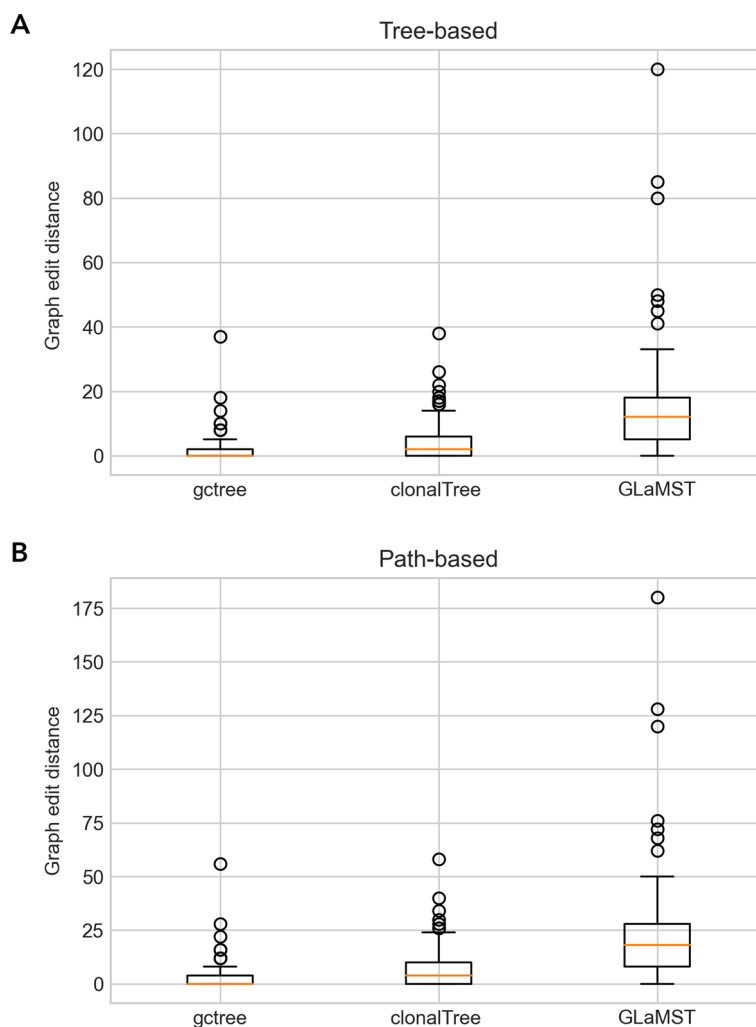 A
Tree-based
Graph edit distance
120
100
80
60
40
20
0
gctree clonalTree GLaMST
B
Path-based
Graph edit distance
175
150
125
100
75
50
25
0
gctree clonalTree GLaMST